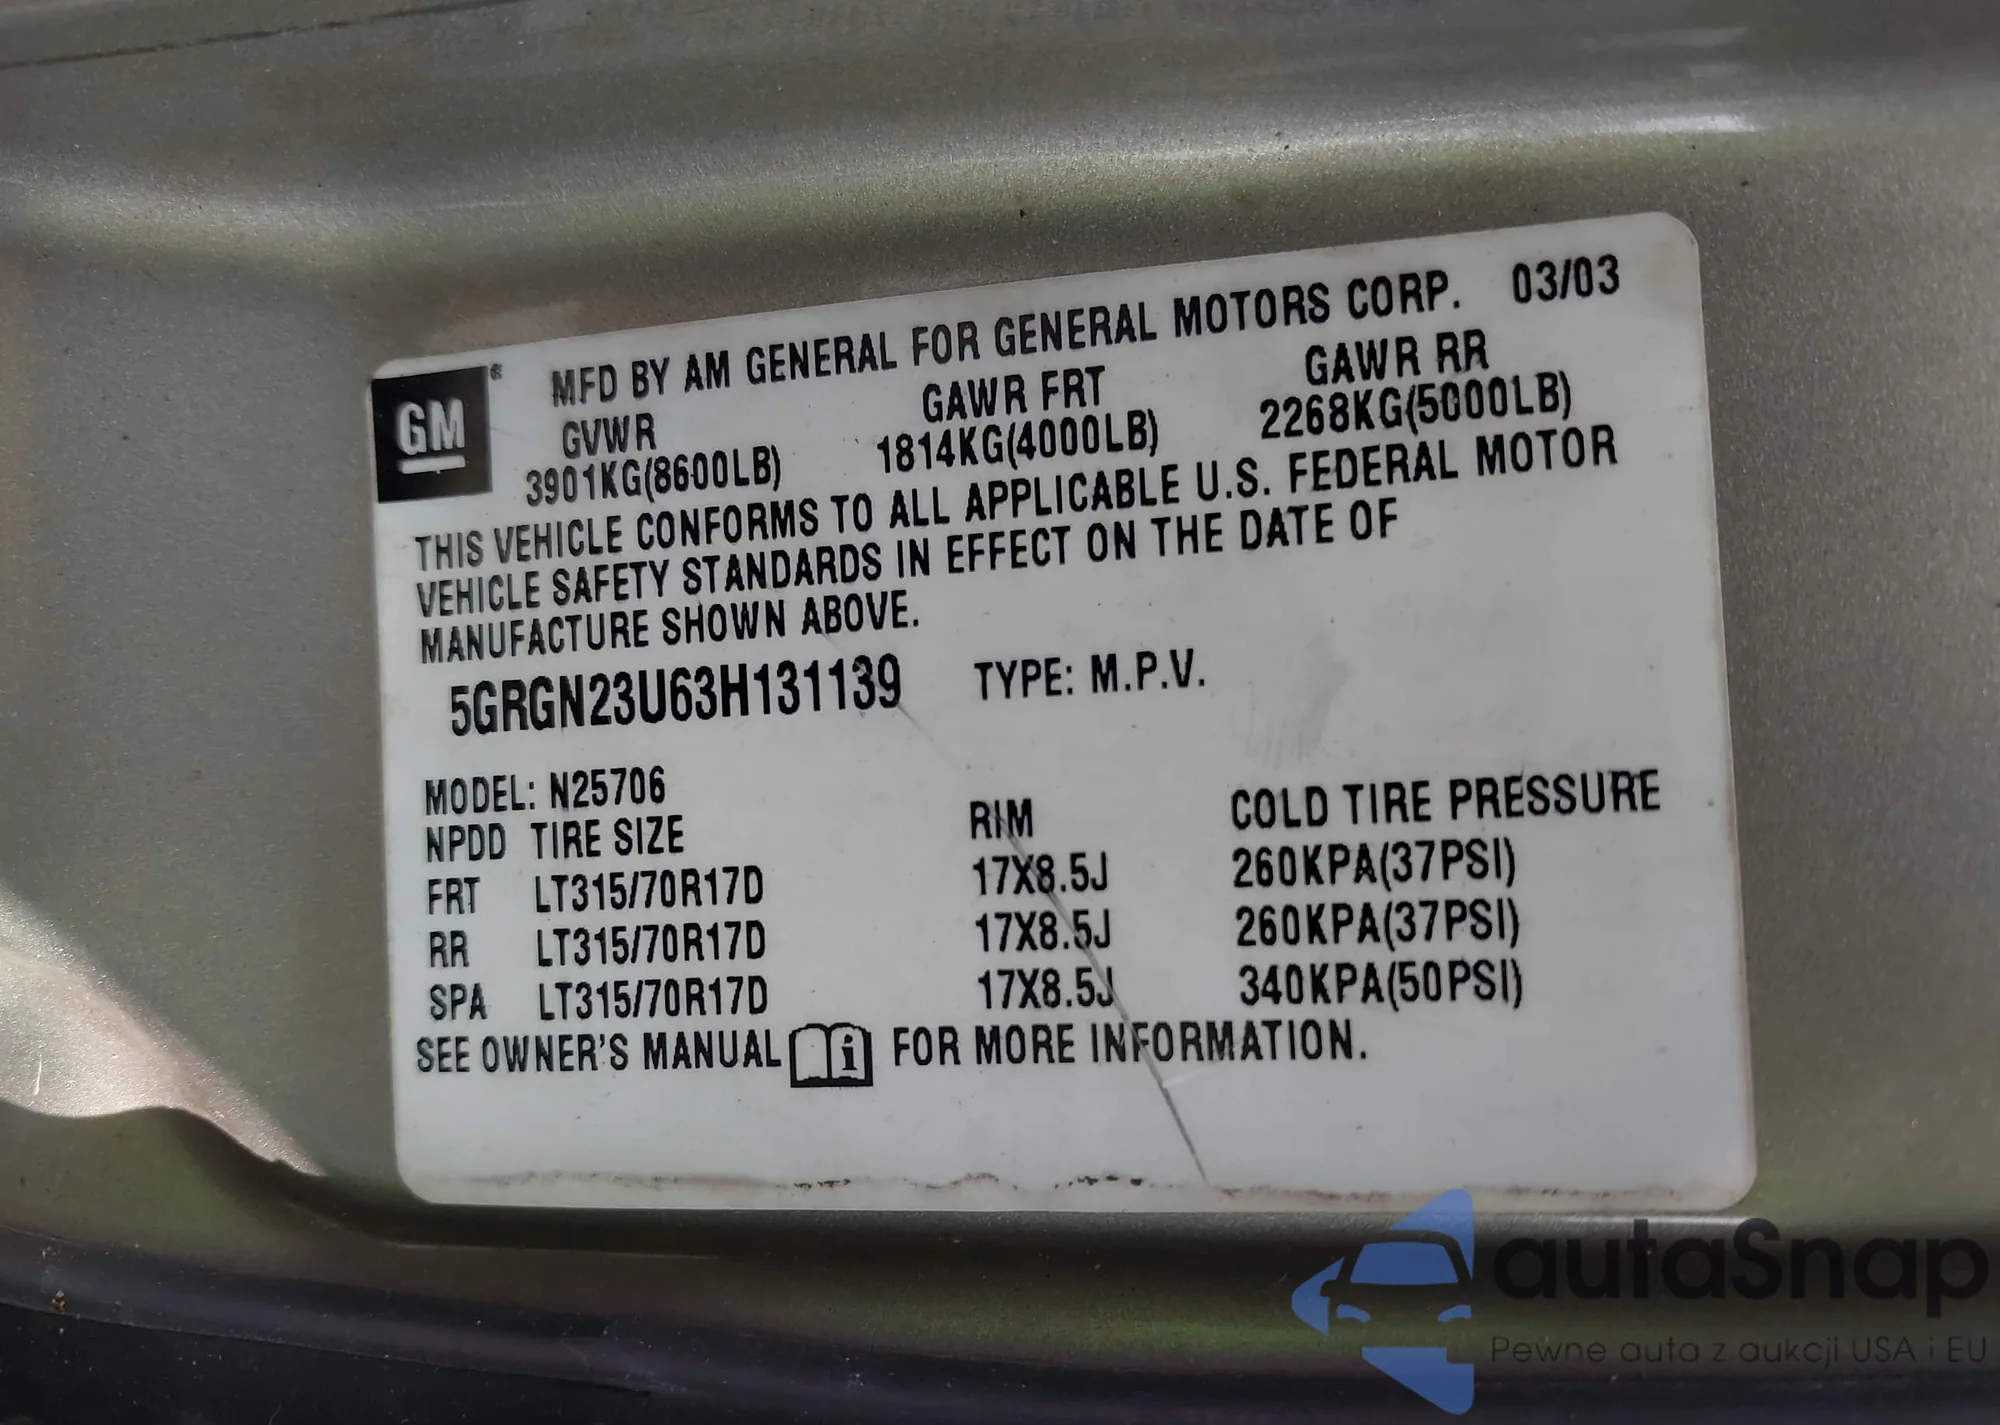 MFD BY AM GENERAL FOR GENERAL MOTORS CORP. 03/03
GM ®
GVWR GAWR FRT GAWR RR
3901KG(8600LB) 1814KG(4000LB) 2268KG(5000LB)
THIS VEHICLE CONFORMS TO ALL APPLICABLE U.S. FEDERAL MOTOR
VEHICLE SAFETY STANDARDS IN EFFECT ON THE DATE OF
MANUFACTURE SHOWN ABOVE.
5GRGN23U63H131139 TYPE: M.P.V.
MODEL: N25706
NPDD TIRE SIZE RIM COLD TIRE PRESSURE
FRT LT315/70R17D 17X8.5J 260KPA(37PSI)
RR LT315/70R17D 17X8.5J 260KPA(37PSI)
SPA LT315/70R17D 17X8.5J 340KPA(50PSI)
SEE OWNER'S MANUAL i FOR MORE INFORMATION.
autaSnap
Pewne auta z aukcji USA i EU